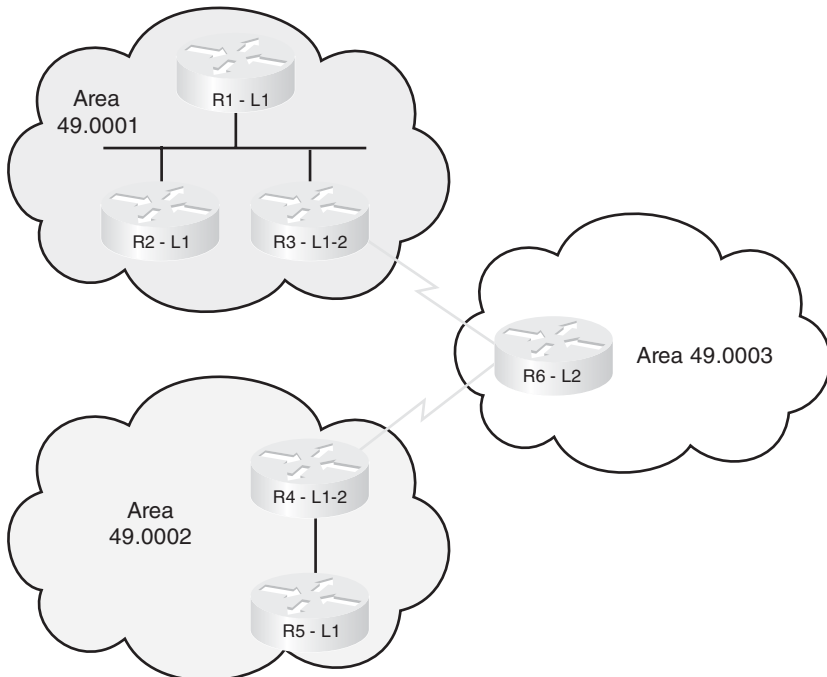 R1 - L1
Area
49.0001
R2 - L1
R3 - L1-2
R6 - L2
Area 49.0003
R4 - L1-2
Area
49.0002
R5 - L1